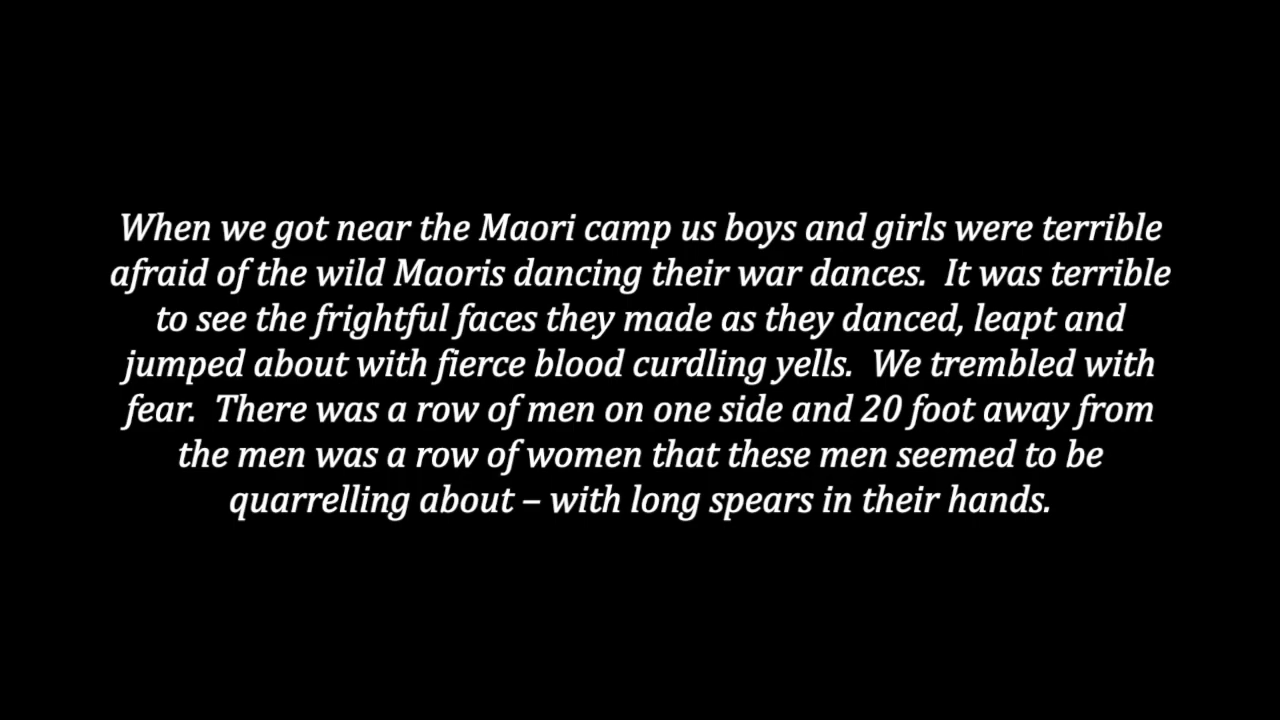 When we got near the Maori camp us boys and girls were terrible
afraid of the wild Maoris dancing their war dances.  It was terrible
to see the frightful faces they made as they danced, leapt and
jumped about with fierce blood curdling yells.  We trembled with
fear.  There was a row of men on one side and 20 foot away from
the men was a row of women that these men seemed to be
quarrelling about – with long spears in their hands.